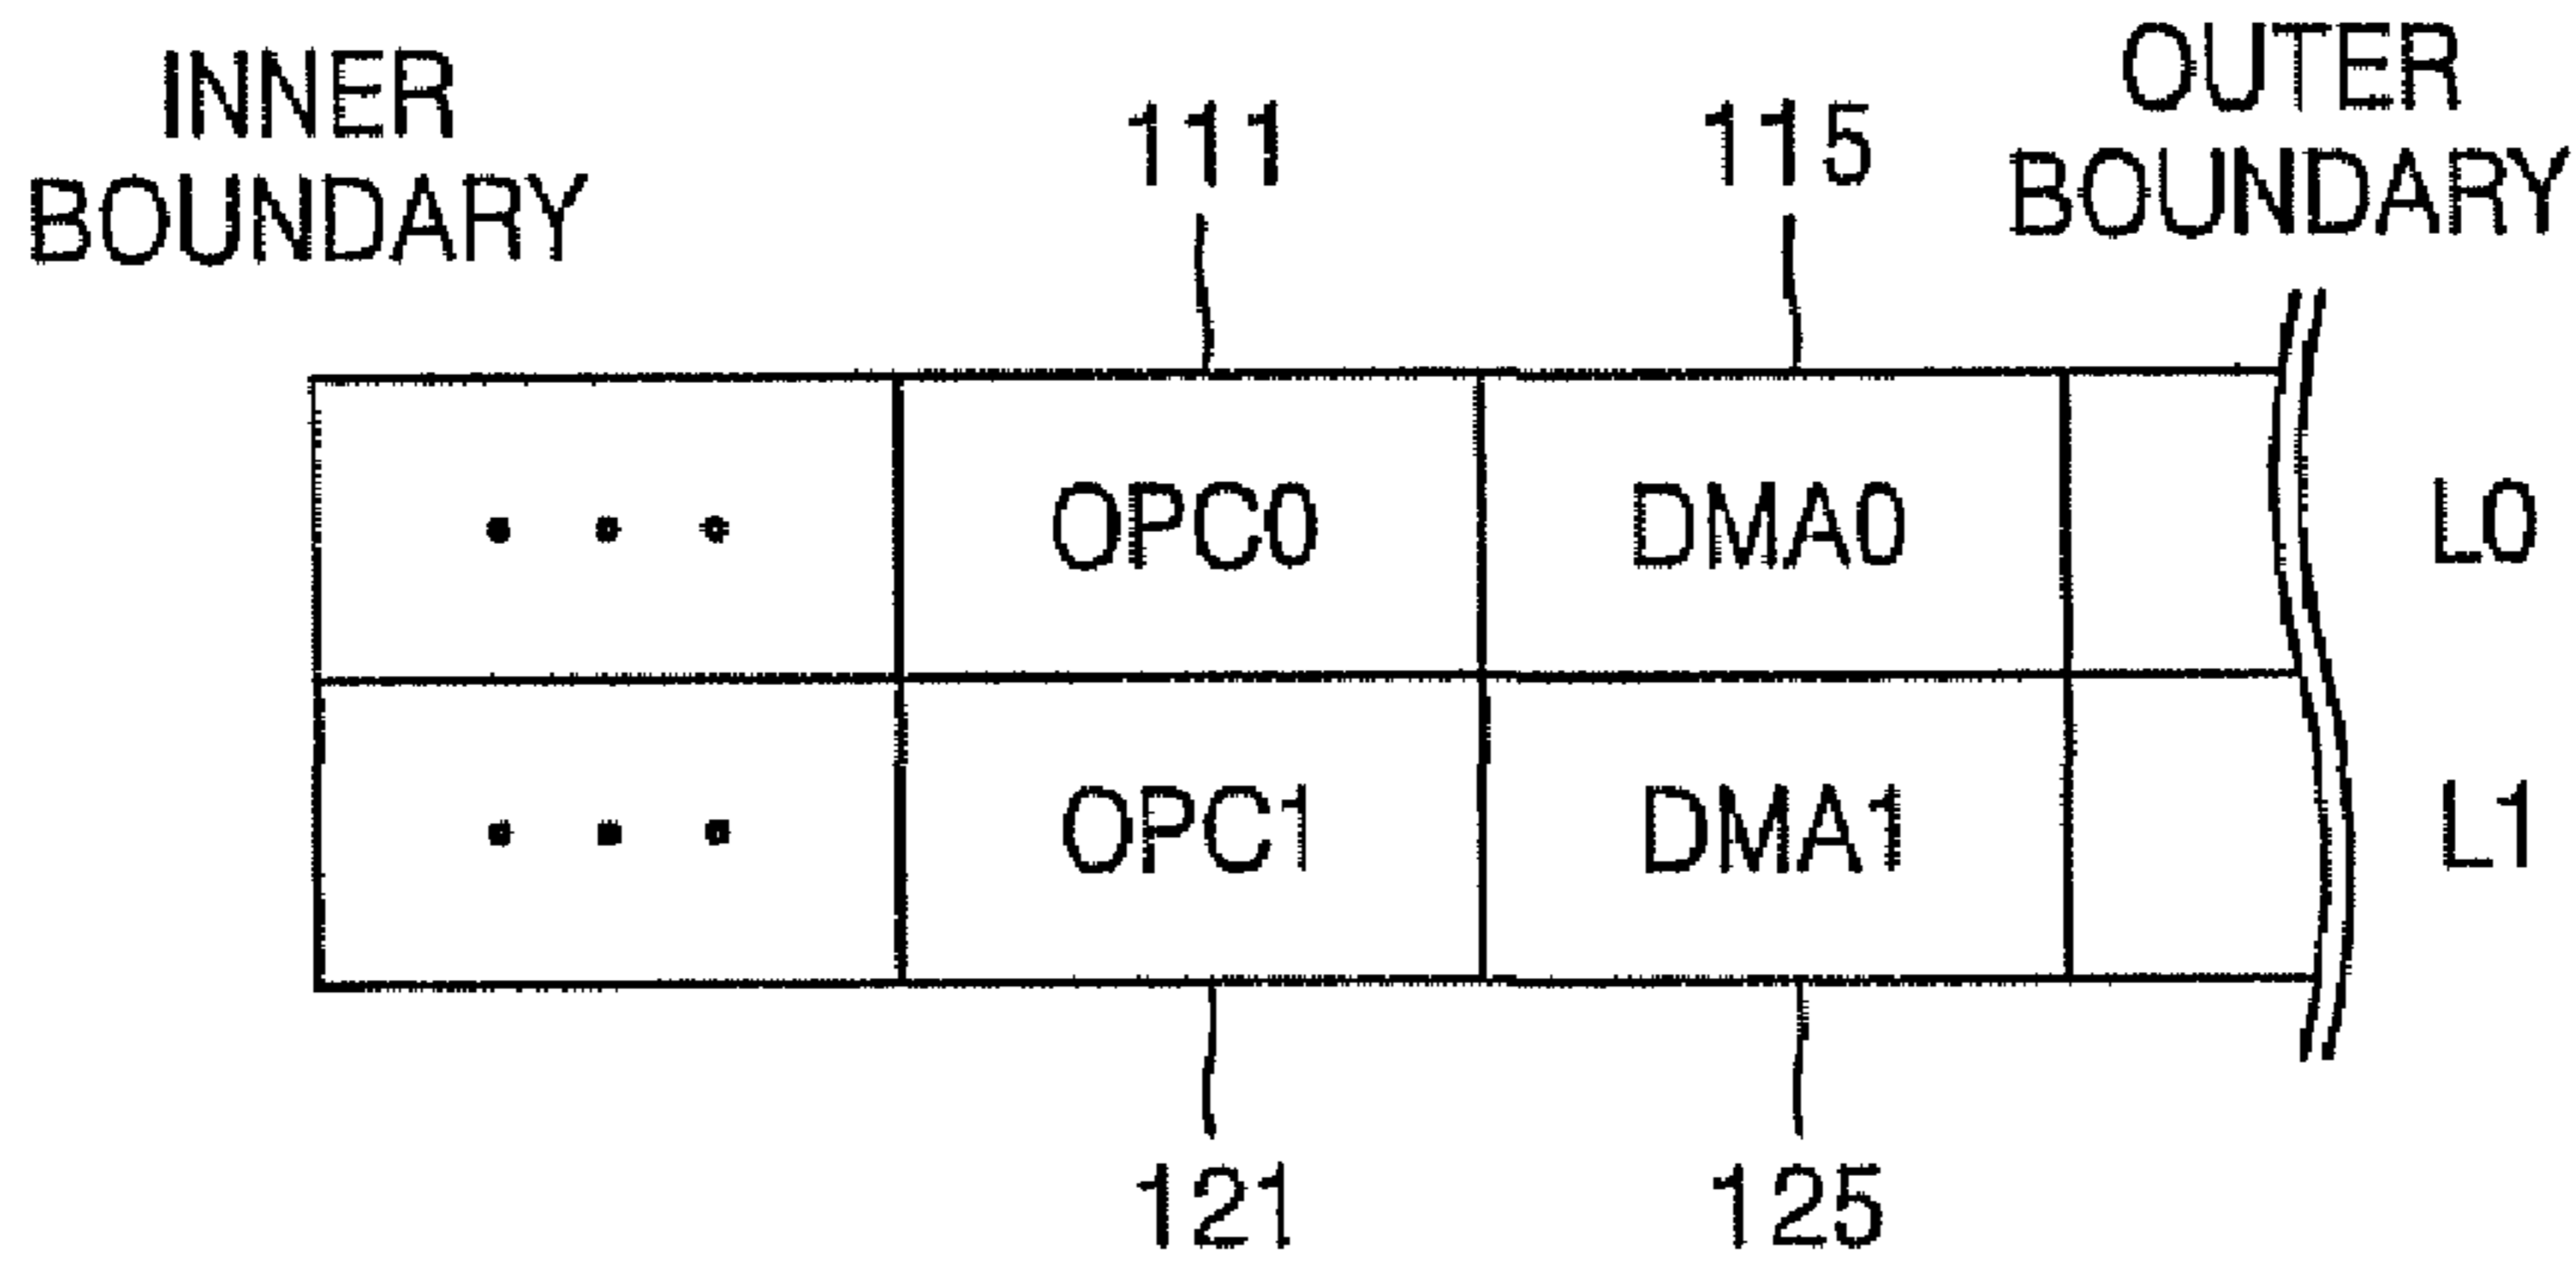 INNER
BOUNDARY
111
115
OUTER
BOUNDARY
OPC0
DMA0
L0
OPC1
DMA1
L1
121
125